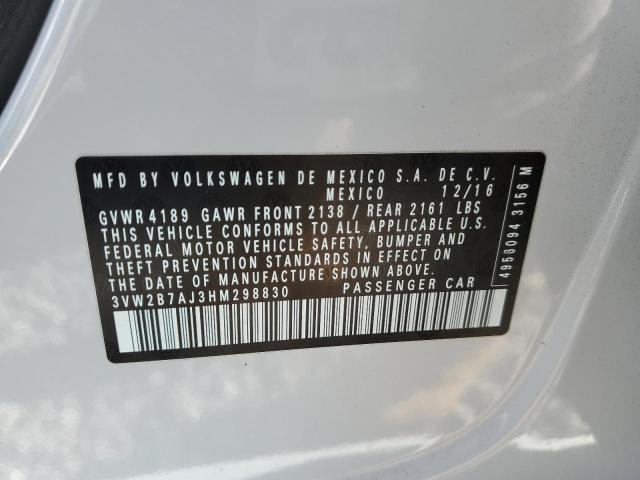 MFD BY VOLKSWAGEN DE MEXICO S.A. DE C.V.
MEXICO 12/16
GVWR 4189 GAWR FRONT 2138 / REAR 2161 LBS
THIS VEHICLE CONFORMS TO ALL APPLICABLE
FEDERAL MOTOR VEHICLE SAFETY, BUMPER AND
THEFT PREVENTION STANDARDS IN EFFECT ON
THE DATE OF MANUFACTURE SHOWN ABOVE.
3VW2B7AJ3HM298830 PASSENGER CAR
4956094 3156 M